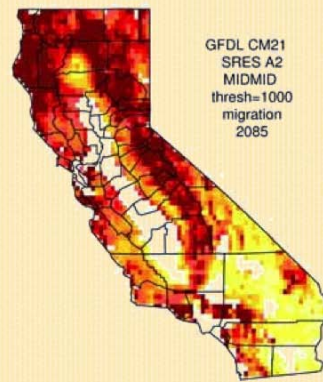 GFDL CM21
SRES A2
MIDMID
thresh=1000
migration
2085